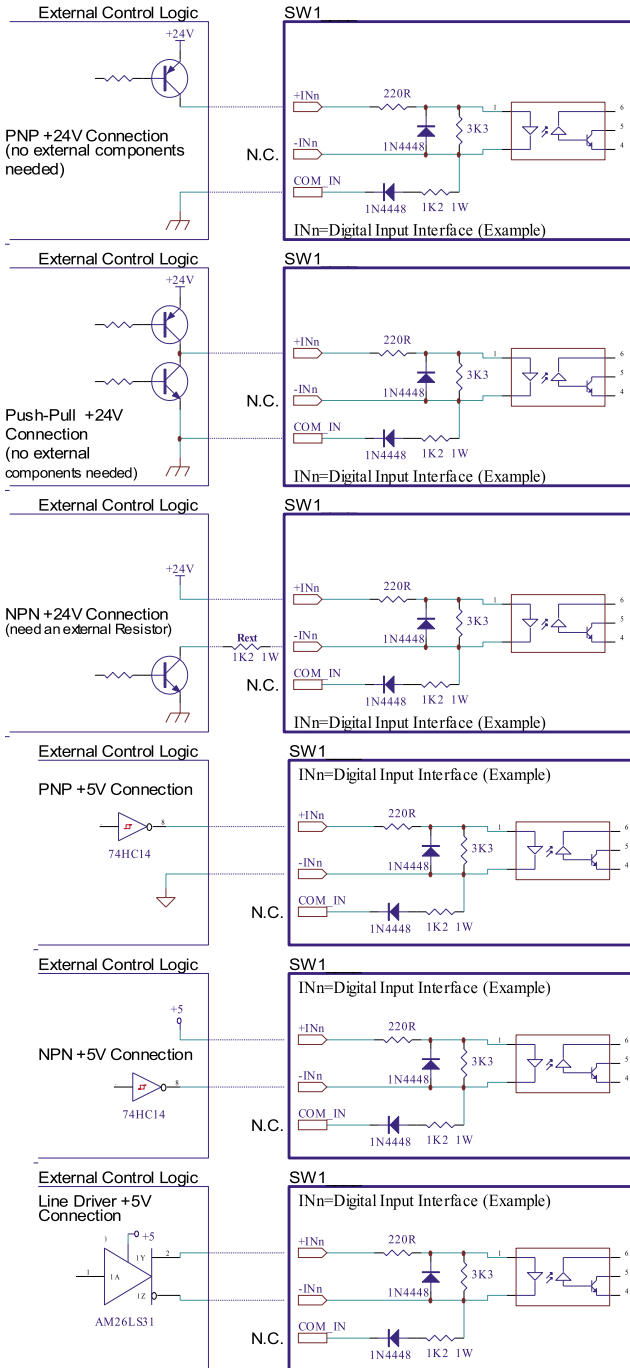 External Control Logic
SW1
+24V
+INn
220R
1
6
PNP +24V Connection
(no external components
needed)
3K3
5
1N4448
N.C.
-INn
4
COM_IN
1N4448
1K2 1W
INn=Digital Input Interface (Example)
External Control Logic
SW1
+24V
+INn
220R
1
6
3K3
5
1N4448
N.C.
-INn
4
Push-Pull +24V
Connection
(no external
components needed)
COM_IN
1N4448
1K2 1W
INn=Digital Input Interface (Example)
External Control Logic
SW1
+24V
+INn
220R
1
6
NPN +24V Connection
(need an external Resistor)
3K3
5
1N4448
Rext
1K2 1W
-INn
4
N.C.
COM_IN
1N4448
1K2 1W
INn=Digital Input Interface (Example)
External Control Logic
SW1
INn=Digital Input Interface (Example)
PNP +5V Connection
8
74HC14
+INn
220R
1
6
3K3
5
1N4448
-INn
4
N.C.
COM_IN
1N4448
1K2 1W
External Control Logic
SW1
INn=Digital Input Interface (Example)
+5
+INn
220R
1
6
NPN +5V Connection
3K3
5
1N4448
8
74HC14
-INn
4
N.C.
COM_IN
1N4448
1K2 1W
External Control Logic
SW1
Line Driver +5V
Connection
INn=Digital Input Interface (Example)
)
+5
1Y
2
1
1A
1Z
AM26LS31
+INn
220R
1
6
3K3
5
1N4448
-INn
4
N.C.
COM_IN
1N4448
1K2 1W